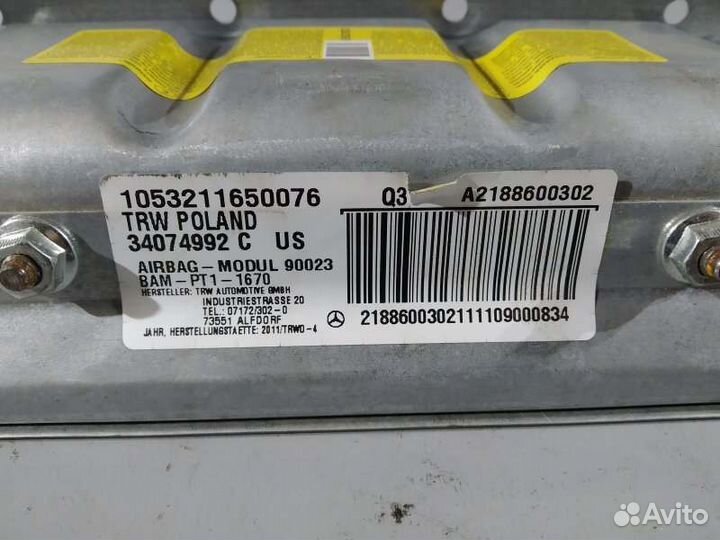 1053211650076 Q3 A2188600302
TRW POLAND
34074992 C US
AIRBAG-MODUL 90023
BAM-PT1-1670
HERSTELLER: TRW AUTOMOTIVE GMBH
INDUSTRIESTRASSE 20
TEL.: 07172/302-0
73551 ALFDORF
JAHR, HERSTELLUNGSTAETTE: 2011/TRWD-4
2188600302111109000834
Avito